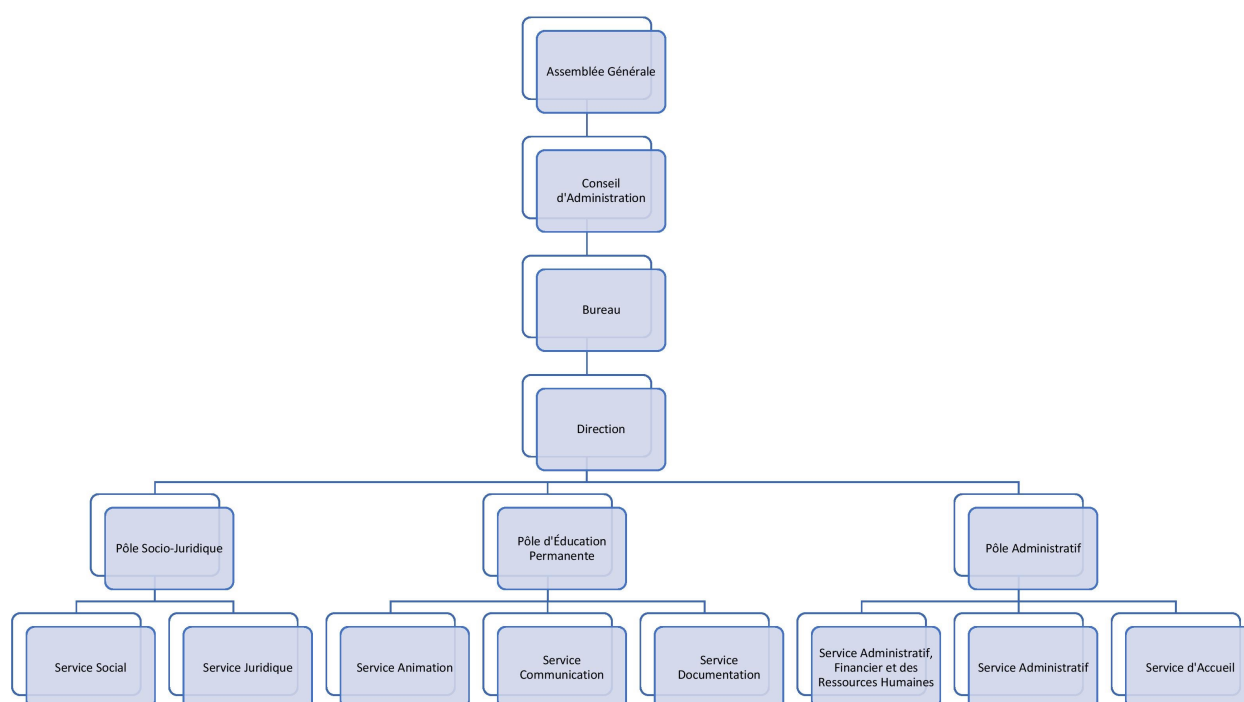 Assemblée Générale
Conseil
d'Administration
Bureau
Direction
Pôle Socio-Juridique
Pôle d'Éducation
Permanente
Pôle Administratif
Service Social
Service Juridique
Service Animation
Service
Communication
Service
Documentation
Service Administratif,
Financier et des
Ressources Humaines
Service Administratif
Service d'Accueil